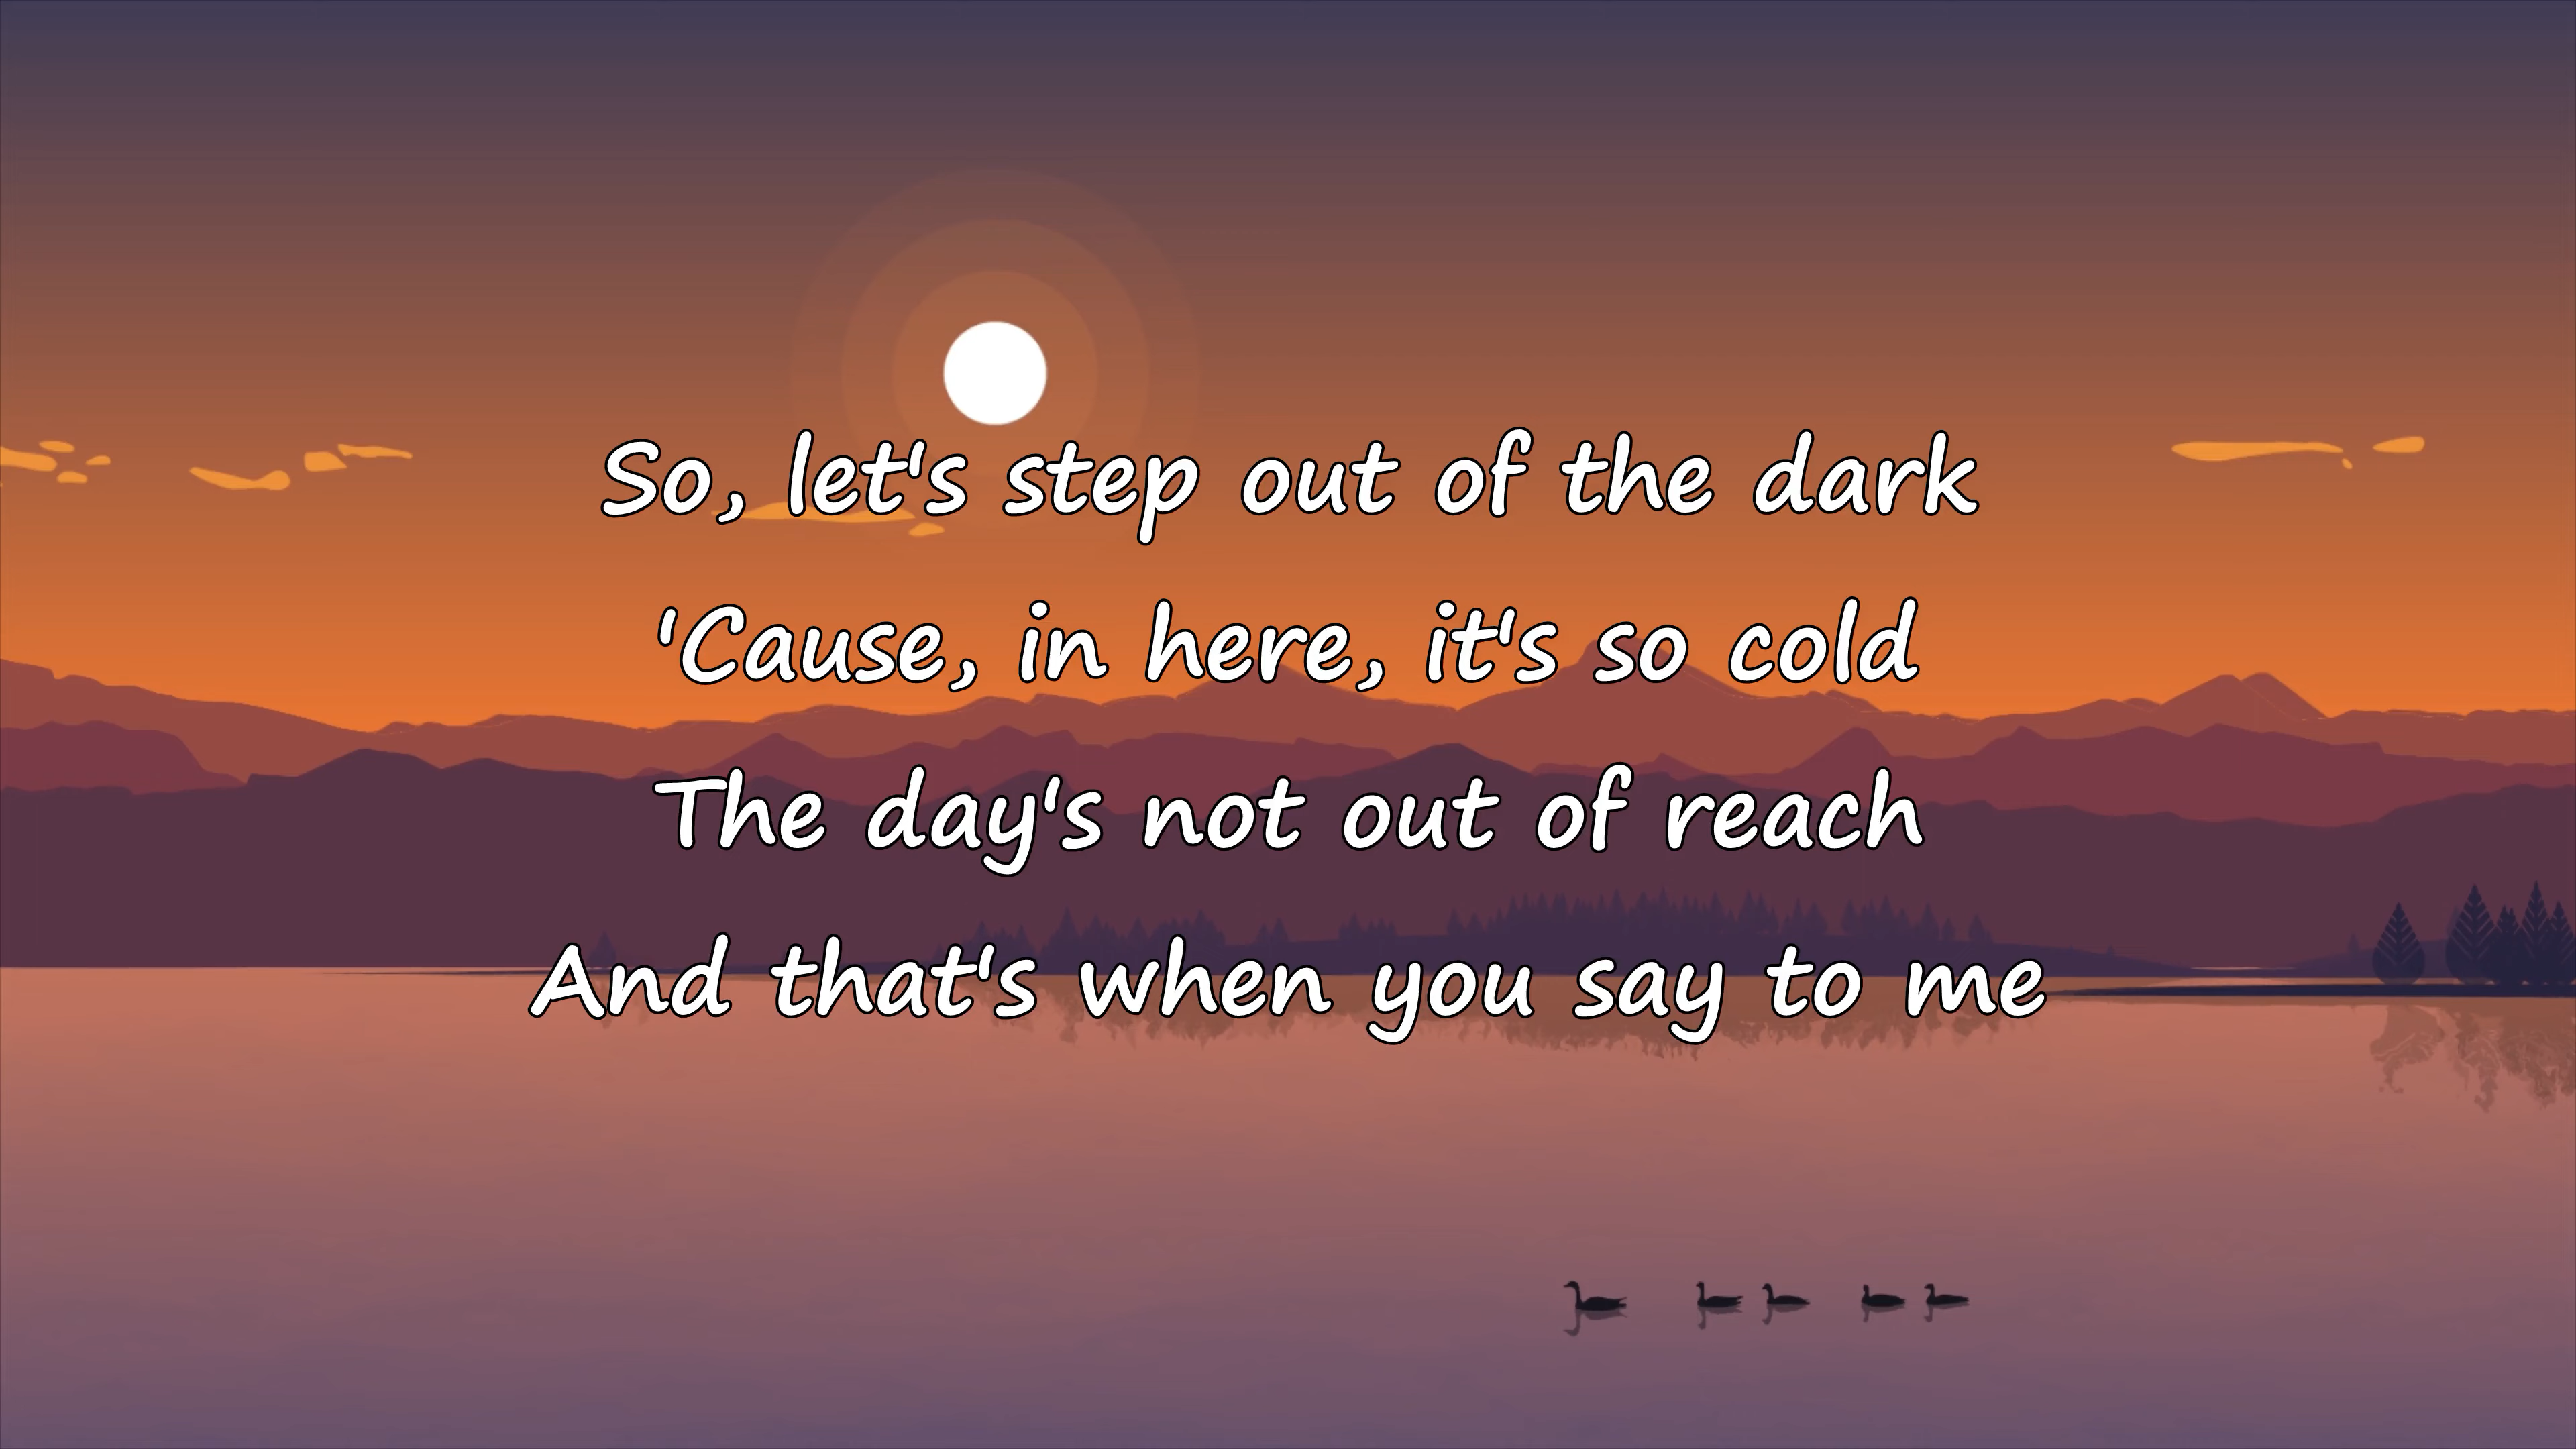 So, let's step out of the dark
'Cause, in here, it's so cold
The day's not out of reach
And that's when you say to me